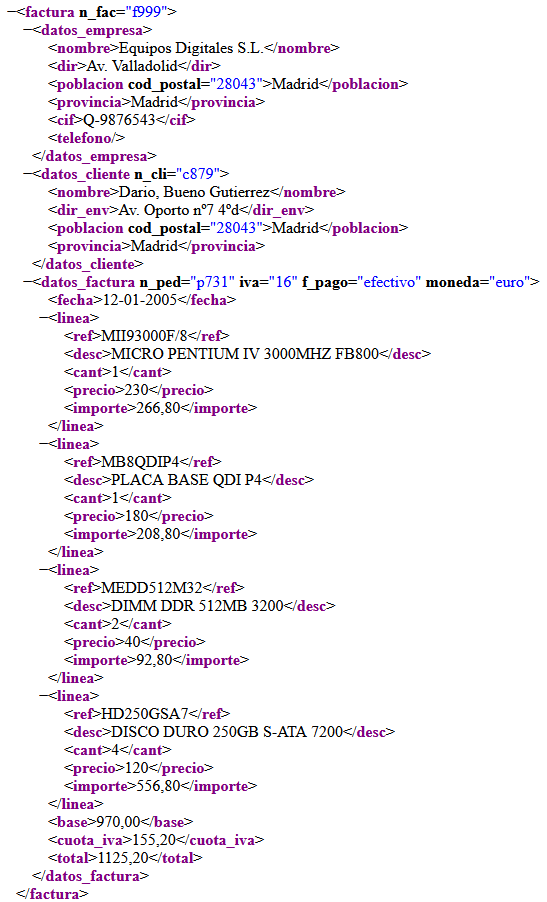 −<factura n_fac="f999">
−<datos_empresa>
<nombre>Equipos Digitales S.L.</nombre>
<dir>Av. Valladolid</dir>
<poblacion cod_postal="28043">Madrid</poblacion>
<provincia>Madrid</provincia>
<cif>Q-9876543</cif>
<telefono/>
</datos_empresa>
−<datos_cliente n_cli="c879">
<nombre>Dario, Bueno Gutierrez</nombre>
<dir_env>Av. Oporto nº7 4ºd</dir_env>
<poblacion cod_postal="28043">Madrid</poblacion>
<provincia>Madrid</provincia>
</datos_cliente>
−<datos_factura n_ped="p731" iva="16" f_pago="efectivo" moneda="euro">
<fecha>12-01-2005</fecha>
−<linea>
<ref>MII93000F/8</ref>
<desc>MICRO PENTIUM IV 3000MHZ FB800</desc>
<cant>1</cant>
<precio>230</precio>
<importe>266,80</importe>
</linea>
−<linea>
<ref>MB8QDIP4</ref>
<desc>PLACA BASE QDI P4</desc>
<cant>1</cant>
<precio>180</precio>
<importe>208,80</importe>
</linea>
−<linea>
<ref>MEDD512M32</ref>
<desc>DIMM DDR 512MB 3200</desc>
<cant>2</cant>
<precio>40</precio>
<importe>92,80</importe>
</linea>
−<linea>
<ref>HD250GSA7</ref>
<desc>DISCO DURO 250GB S-ATA 7200</desc>
<cant>4</cant>
<precio>120</precio>
<importe>556,80</importe>
</linea>
<base>970,00</base>
<cuota_iva>155,20</cuota_iva>
<total>1125,20</total>
</datos_factura>
</factura>